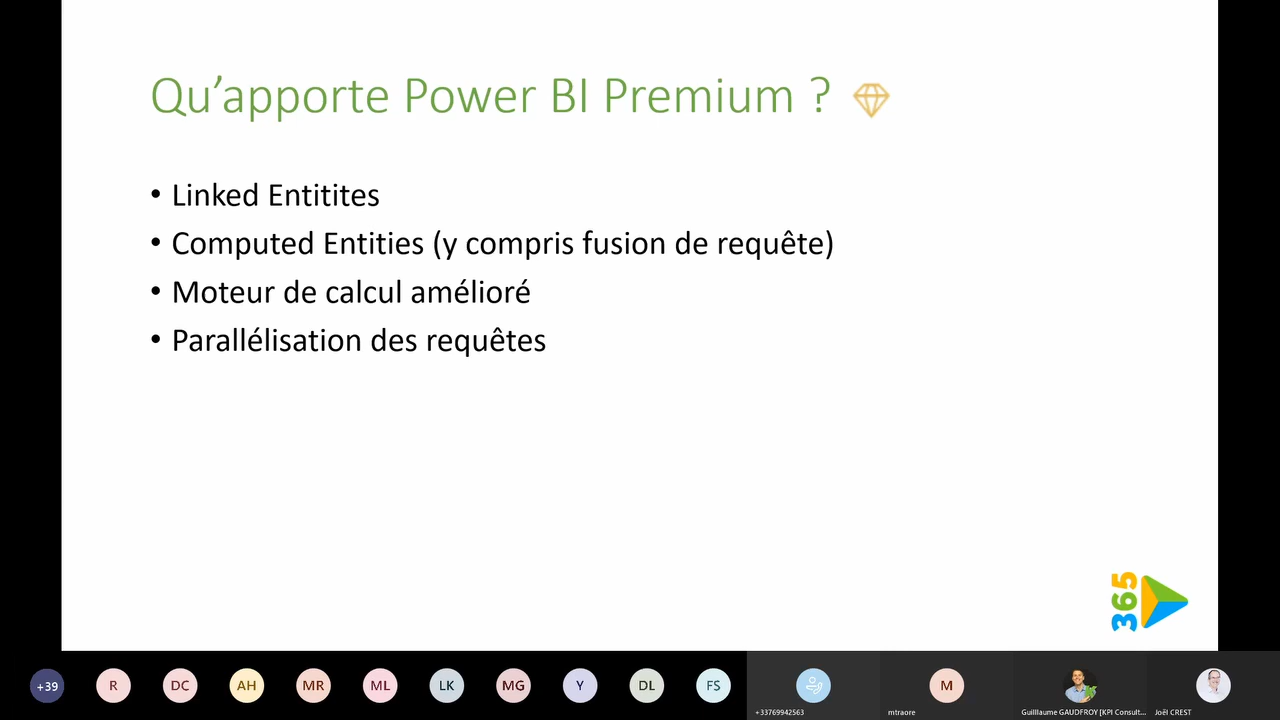 Qu’apporte Power BI Premium ?
• Linked Entitites
• Computed Entities (y compris fusion de requête)
• Moteur de calcul amélioré
• Parallélisation des requêtes
365
+39
R
DC
AH
MR
ML
LK
MG
Y
DL
FS
M
+33769942563
mtraore
Guillaume GAUDFROY [KPI Consult...
Joël CREST